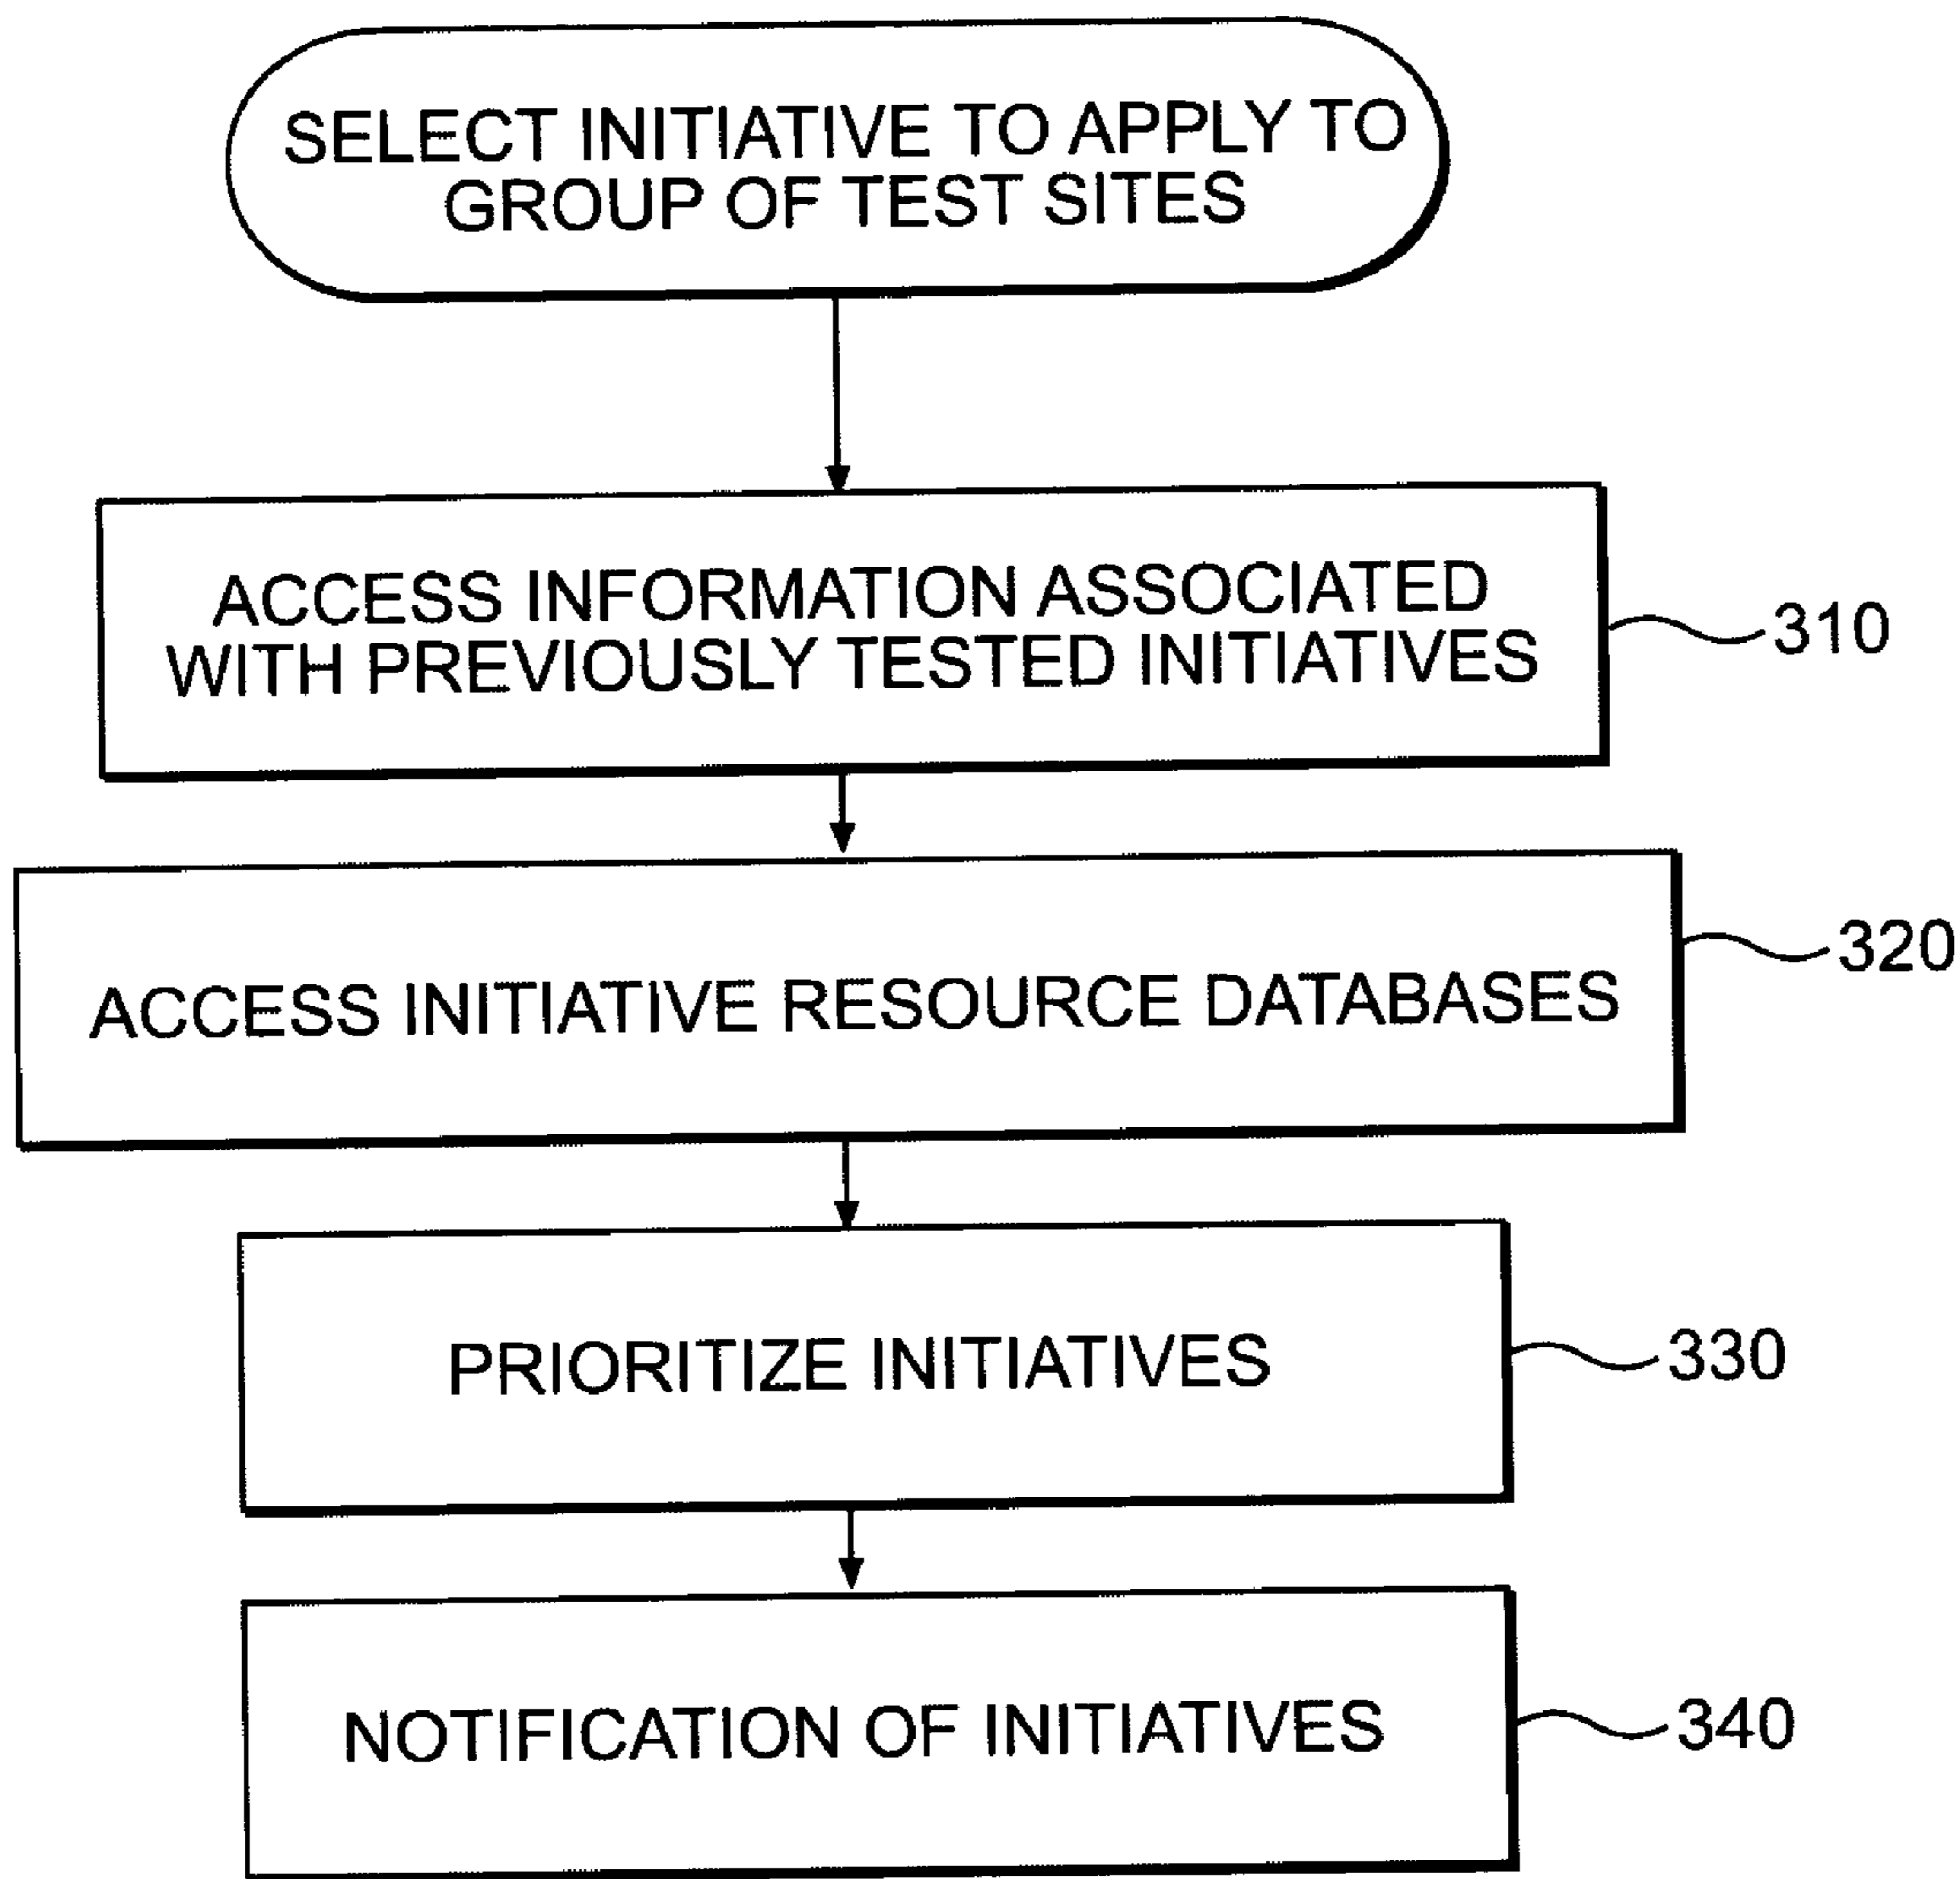 SELECT INITIATIVE TO APPLY TO
GROUP OF TEST SITES
ACCESS INFORMATION ASSOCIATED
WITH PREVIOUSLY TESTED INITIATIVES
310
ACCESS INITIATIVE RESOURCE DATABASES
320
PRIORITIZE INITIATIVES
330
NOTIFICATION OF INITIATIVES
340